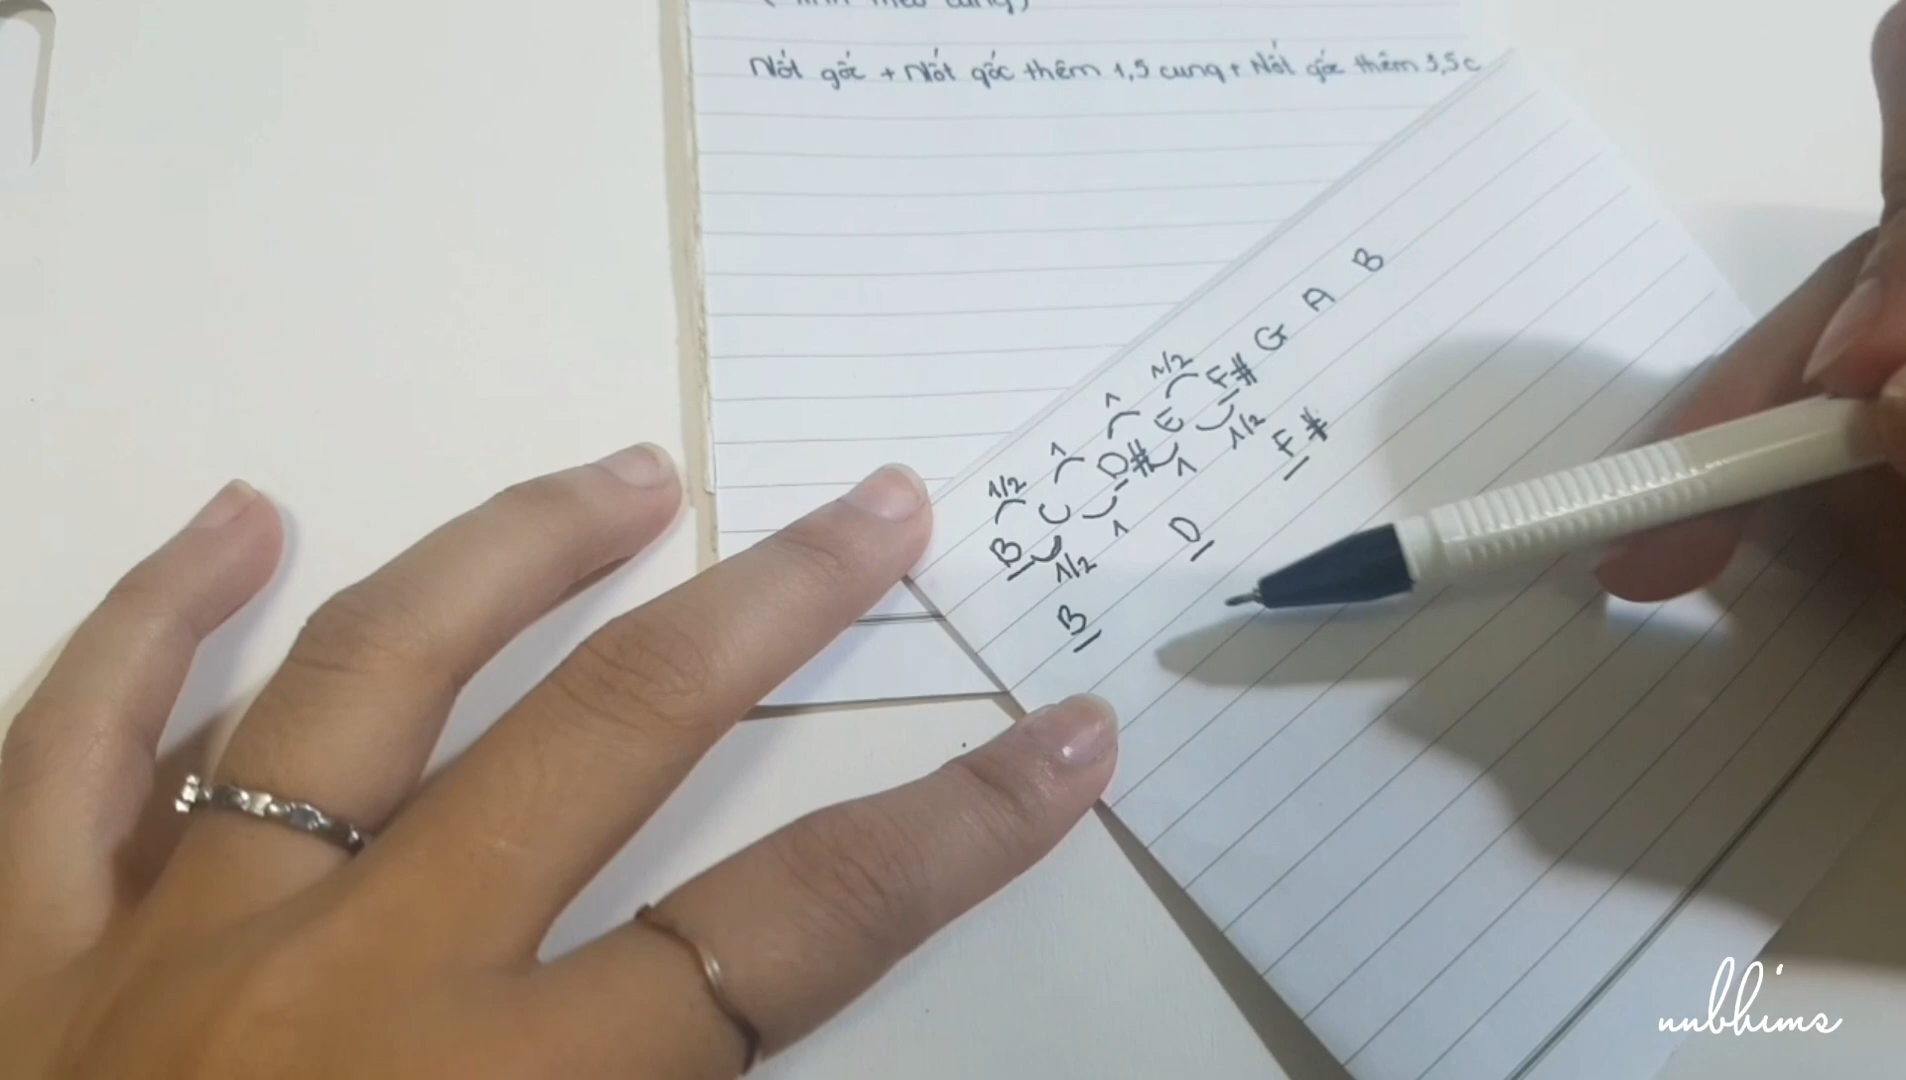 Nốt gốc + Nốt gốc thêm 1,5 cung + Nốt gốc thêm 3,5 c
1/2 1 1 1/2
B C D# E F# G A B
1/2 1 1 1/2
B D F#
nnbhims